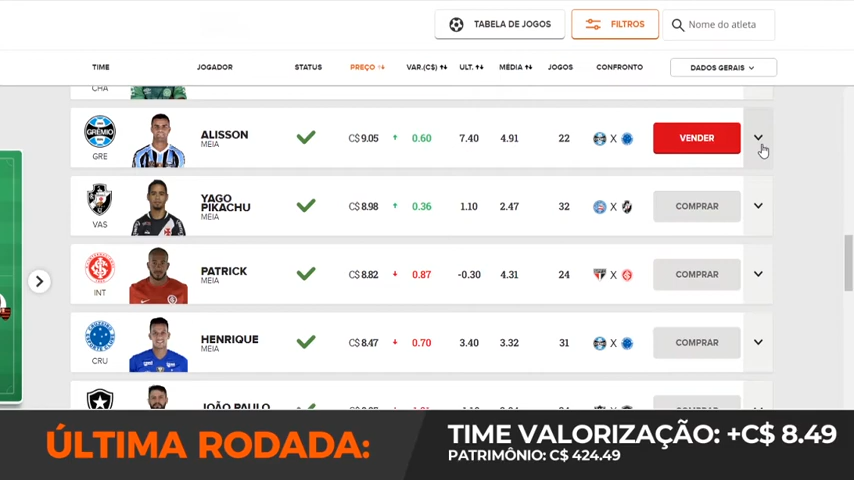 TABELA DE JOGOS
FILTROS
Nome do atleta
TIME JOGADOR STATUS PREÇO VAR.(C$) ULT. MÉDIA JOGOS CONFRONTO DADOS GERAIS
CHA
GRÊMIO ALISSON C$ 9.05 0.60 7.40 4.91 22 X VENDER
MEIA
GRE
YAGO
PIKACHU C$ 8.98 0.36 1.10 2.47 32 X COMPRAR
MEIA
VAS
PATRICK C$ 8.82 0.87 -0.30 4.31 24 X COMPRAR
MEIA
INT
HENRIQUE C$ 8.47 0.70 3.40 3.32 31 X COMPRAR
MEIA
CRU
JOÃO PAULO
ÚLTIMA RODADA:
TIME VALORIZAÇÃO: +C$ 8.49
PATRIMÔNIO: C$ 424.49